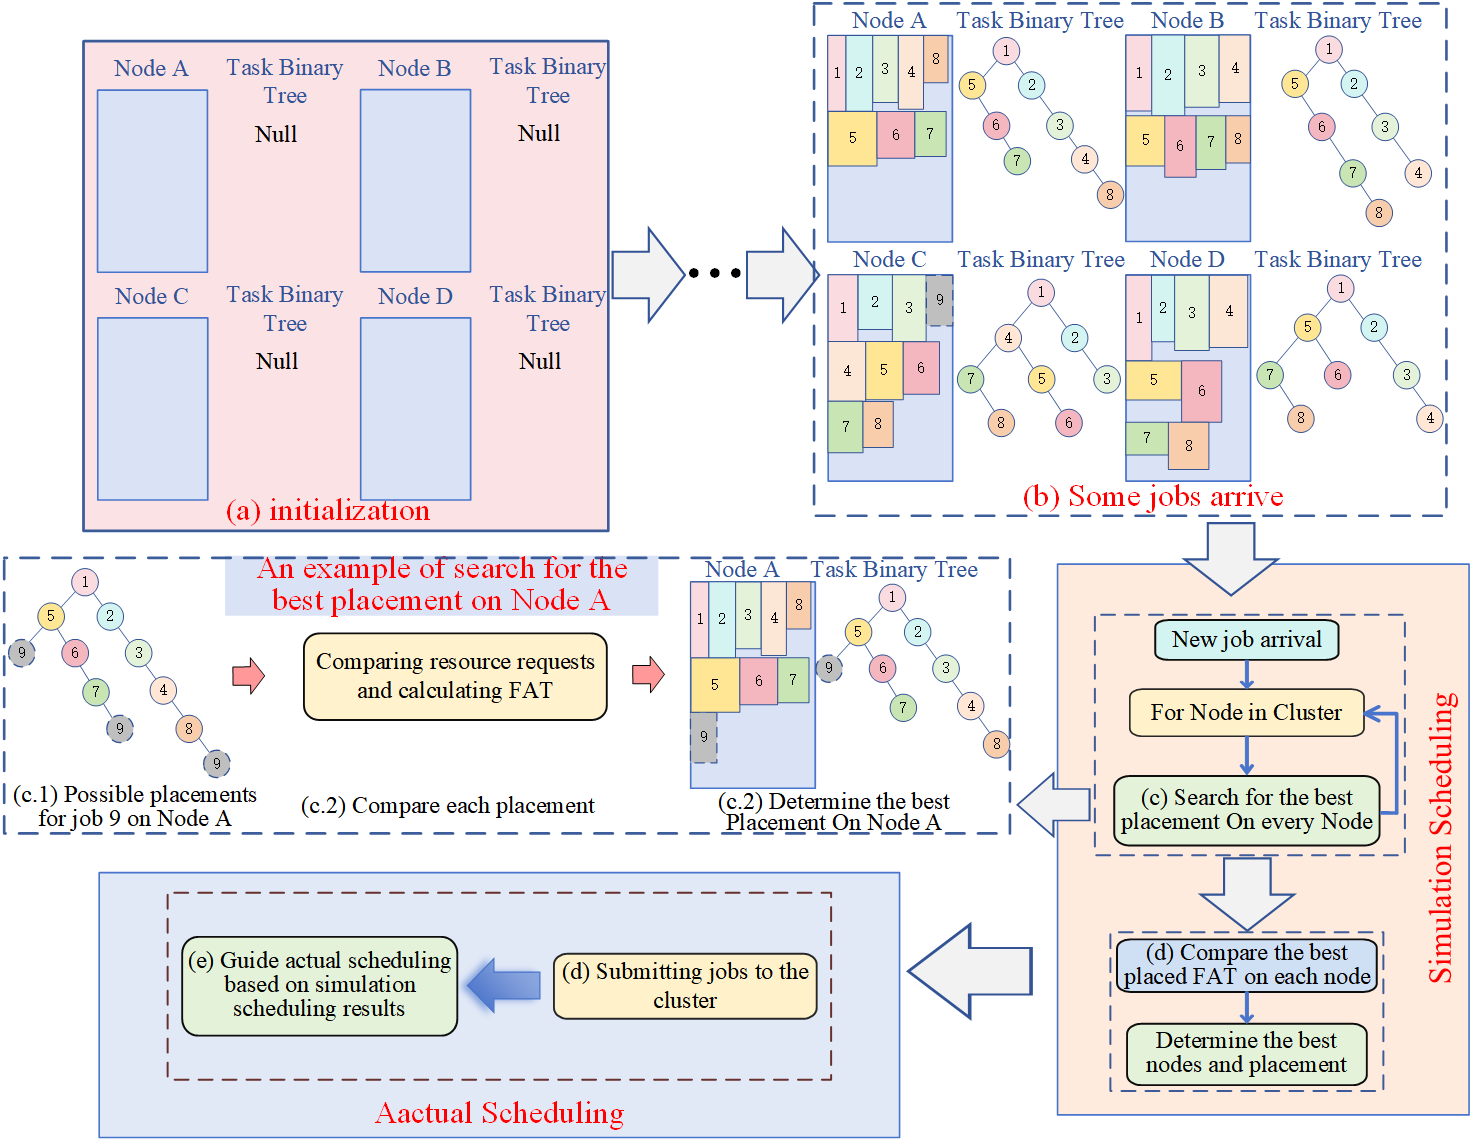 Node A
Task Binary
Tree
Null
Node B
Task Binary
Tree
Null
Node C
Task Binary
Tree
Null
Node D
Task Binary
Tree
Null
(a) initialization
Node A
Task Binary Tree
Node B
Task Binary Tree
1 2 3 4 8
5 6 7
1
5 2
6 3
7 4
8
1 2 3 4
5 6 7 8
1
5 2
6 3
7 4
8
Node C
Task Binary Tree
Node D
Task Binary Tree
1 2 3 9
4 5 6
7 8
1
4 2
7 5 3
8 6
1 2 3 4
5 6
7 8
1
5 2
7 6 3
8 4
(b) Some jobs arrive
An example of search for the
best placement on Node A
1
5 2
9 6 3
7 4
9 8
9
(c.1) Possible placements
for job 9 on Node A
Comparing resource requests
and calculating FAT
(c.2) Compare each placement
Node A
Task Binary Tree
1 2 3 4 8
5 6 7
9
1
5 2
9 6 3
7 4
8
(c.2) Determine the best
Placement On Node A
New job arrival
For Node in Cluster
(c) Search for the best
placement On every Node
(d) Compare the best
placed FAT on each node
Determine the best
nodes and placement
Simulation Scheduling
(e) Guide actual scheduling
based on simulation
scheduling results
(d) Submitting jobs to the
cluster
Aactual Scheduling